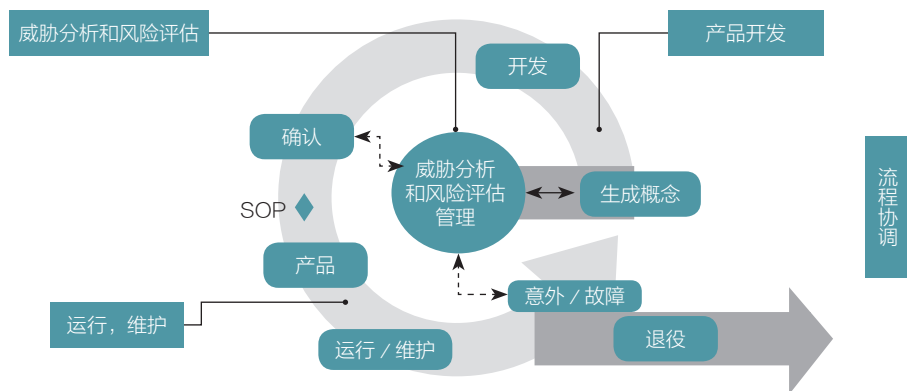 威胁分析和风险评估
产品开发
开发
确认
威胁分析
和风险评估
管理
生成概念
流程协调
SOP
产品
意外 / 故障
运行，维护
运行 / 维护
退役